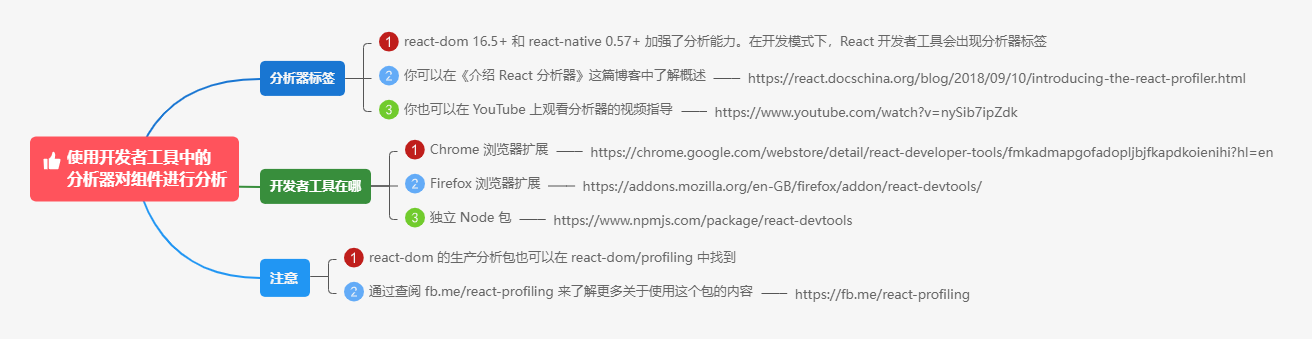 使用开发者工具中的
分析器对组件进行分析
分析器标签
1 react-dom 16.5+ 和 react-native 0.57+ 加强了分析能力。在开发模式下，React 开发者工具会出现分析器标签
2 你可以在《介绍 React 分析器》这篇博客中了解概述 —— https://react.docschina.org/blog/2018/09/10/introducing-the-react-profiler.html
3 你也可以在 YouTube 上观看分析器的视频指导 —— https://www.youtube.com/watch?v=nySib7ipZdk
开发者工具在哪
1 Chrome 浏览器扩展 —— https://chrome.google.com/webstore/detail/react-developer-tools/fmkadmapgofadopljbjfkapdkoienihi?hl=en
2 Firefox 浏览器扩展 —— https://addons.mozilla.org/en-GB/firefox/addon/react-devtools/
3 独立 Node 包 —— https://www.npmjs.com/package/react-devtools
注意
1 react-dom 的生产分析包也可以在 react-dom/profiling 中找到
2 通过查阅 fb.me/react-profiling 来了解更多关于使用这个包的内容 —— https://fb.me/react-profiling